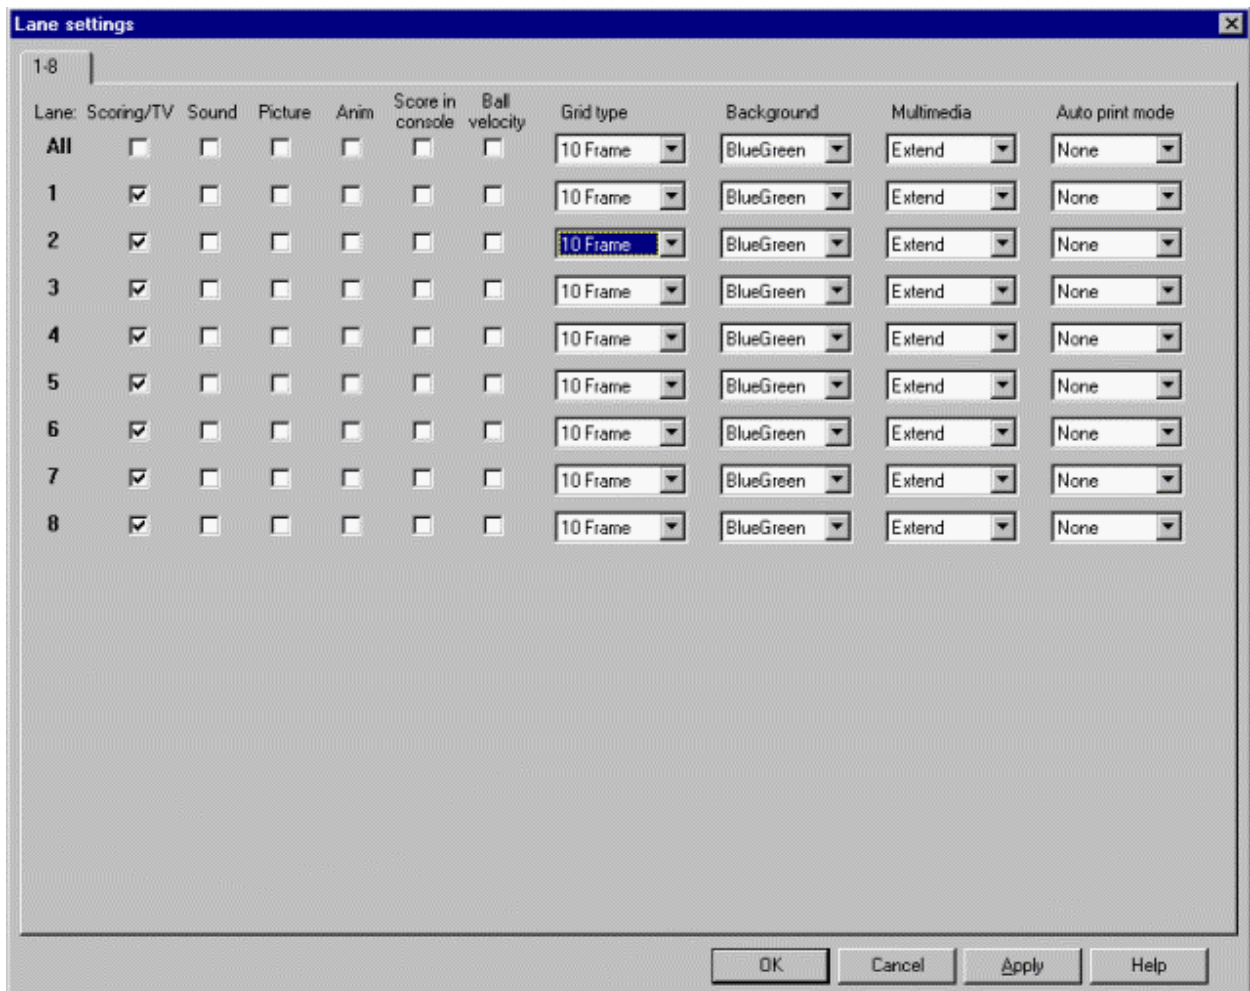 Lane settings
1-8
Lane: Scoring/TV Sound Picture Anim Score in console Ball velocity Grid type Background Multimedia Auto print mode
All 10 Frame BlueGreen Extend None
1 10 Frame BlueGreen Extend None
2 10 Frame BlueGreen Extend None
3 10 Frame BlueGreen Extend None
4 10 Frame BlueGreen Extend None
5 10 Frame BlueGreen Extend None
6 10 Frame BlueGreen Extend None
7 10 Frame BlueGreen Extend None
8 10 Frame BlueGreen Extend None
OK Cancel Apply Help